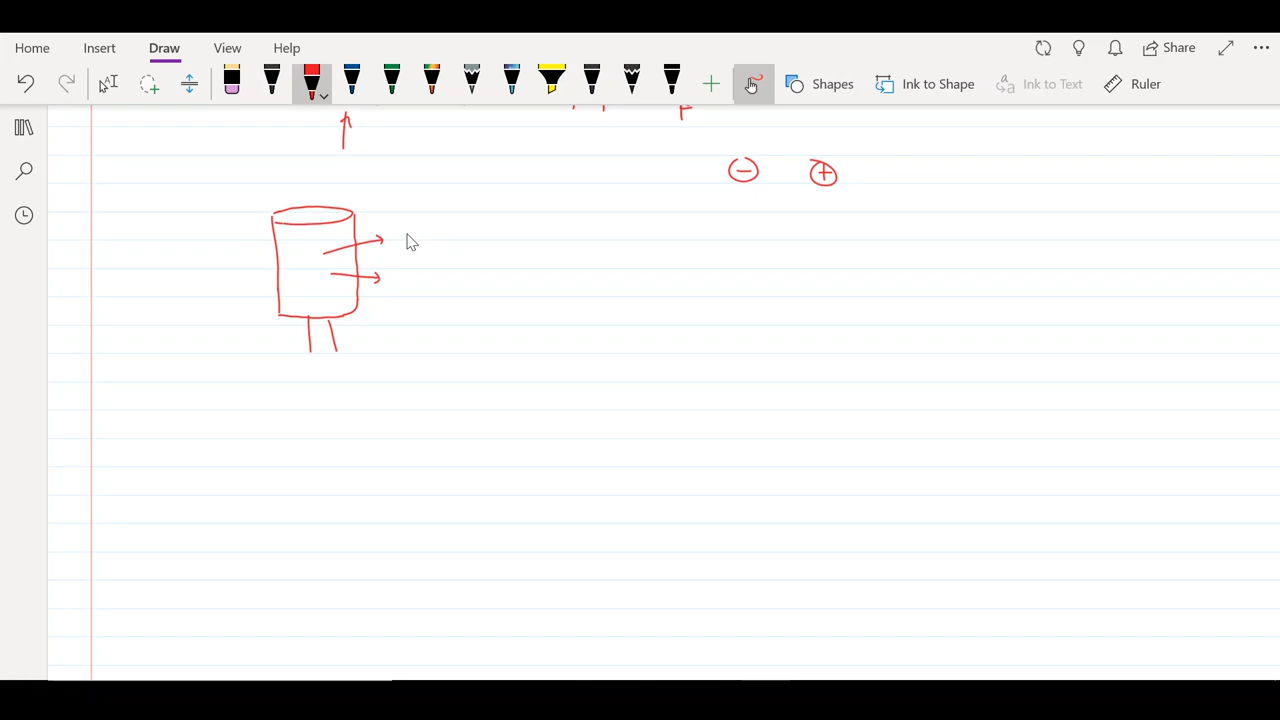 Home Insert Draw View Help Share
Shapes Ink to Shape Ink to Text Ruler
- +